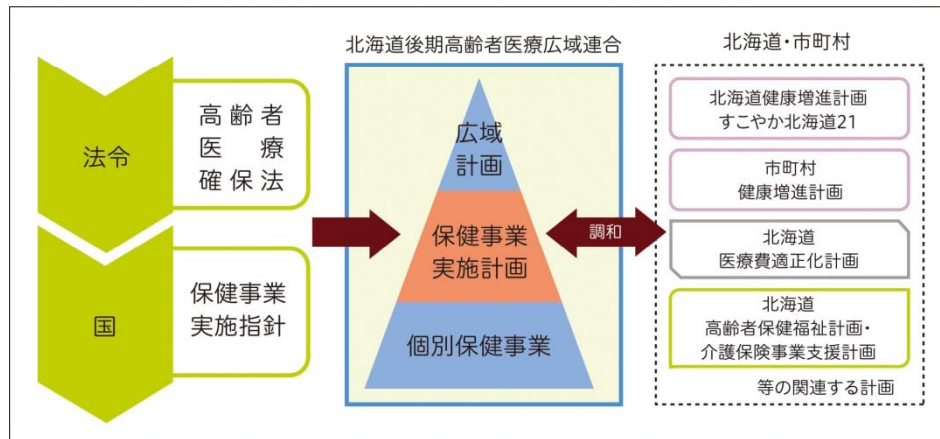 法令
高齢者
医療
確保法
国
保健事業
実施指針
北海道後期高齢者医療広域連合
広域
計画
保健事業
実施計画
個別保健事業
調和
北海道・市町村
北海道健康増進計画
すこやか北海道21
市町村
健康増進計画
北海道
医療費適正化計画
北海道
高齢者保健福祉計画・
介護保険事業支援計画
等の関連する計画